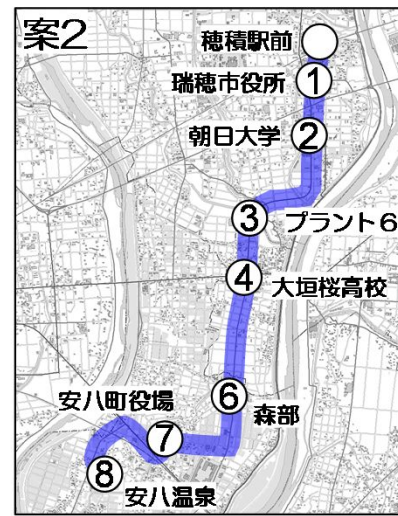 案2
穂積駅前
① 瑞穂市役所
② 朝日大学
③ プラント6
④ 大垣桜高校
⑥ 森部
安八町役場 ⑦
⑧ 安八温泉